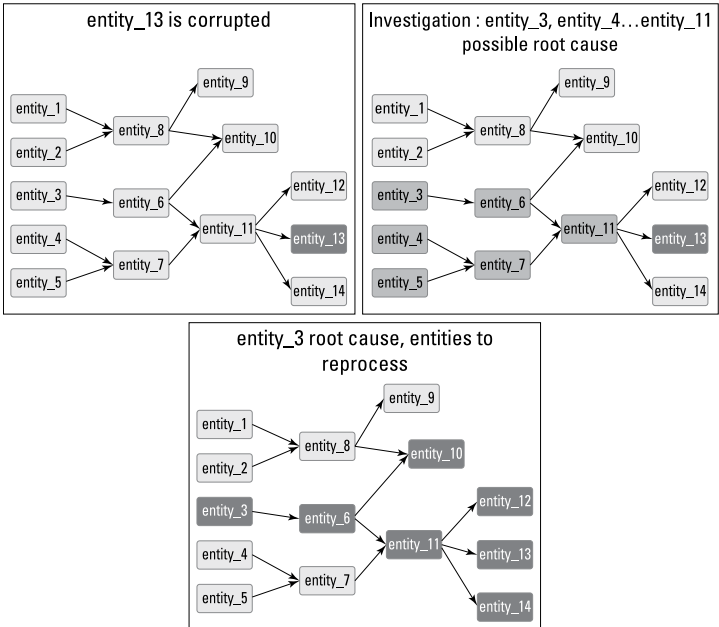 entity_13 is corrupted
entity_9
entity_1
entity_8
entity_10
entity_2
entity_3
entity_6
entity_12
entity_11
entity_13
entity_4
entity_7
entity_5
entity_14
Investigation : entity_3, entity_4...entity_11
possible root cause
entity_9
entity_1
entity_8
entity_10
entity_2
entity_3
entity_6
entity_12
entity_11
entity_13
entity_4
entity_7
entity_5
entity_14
entity_3 root cause, entities to
reprocess
entity_9
entity_1
entity_8
entity_10
entity_2
entity_3
entity_6
entity_12
entity_11
entity_13
entity_4
entity_7
entity_5
entity_14